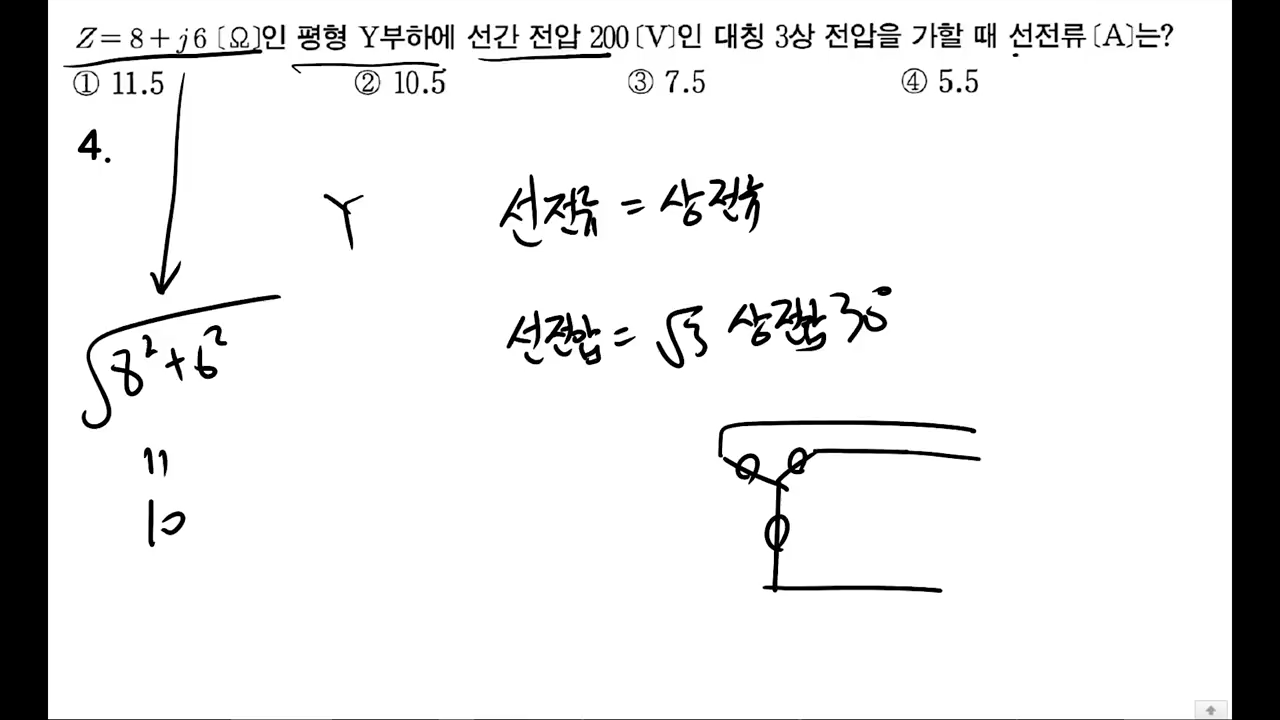 Z = 8 + j6 [Ω]인 평형 Y부하에 선간 전압 200 [V]인 대칭 3상 전압을 가할 때 선전류 [A]는?
① 11.5 ② 10.5 ③ 7.5 ④ 5.5
4.
Y 선전류 = 상전류
선전압 = √3 상전압 30°
√8²+6²
"
10